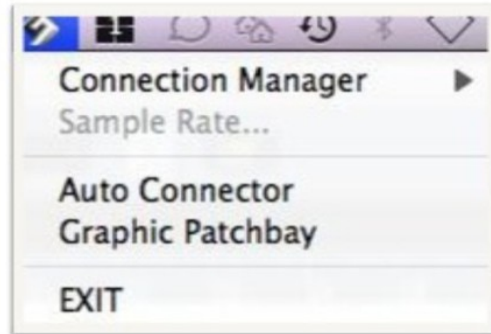 Connection Manager
Sample Rate...
Auto Connector
Graphic Patchbay
EXIT